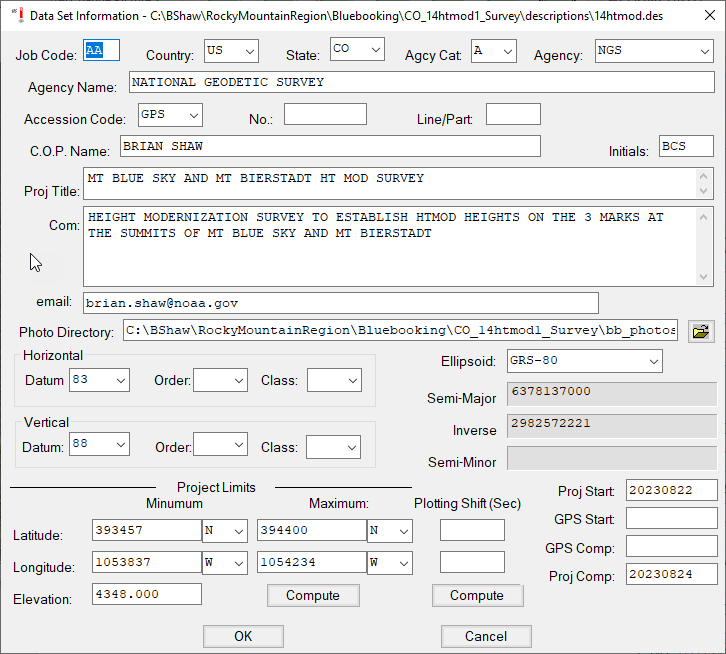 Data Set Information - C:\BShaw\RockyMountainRegion\Bluebooking\CO_14htmod1_Survey\descriptions\14htmod.des
Job Code: AA Country: US State: CO Agcy Cat: A Agency: NGS
Agency Name: NATIONAL GEODETIC SURVEY
Accession Code: GPS No.: Line/Part:
C.O.P. Name: BRIAN SHAW Initials: BCS
Proj Title: MT BLUE SKY AND MT BIERSTADT HT MOD SURVEY
Com: HEIGHT MODERNIZATION SURVEY TO ESTABLISH HTMOD HEIGHTS ON THE 3 MARKS AT
THE SUMMITS OF MT BLUE SKY AND MT BIERSTADT
email: brian.shaw@noaa.gov
Photo Directory: C:\BShaw\RockyMountainRegion\Bluebooking\CO_14htmod1_Survey\bb_photos
Horizontal
Datum 83 Order: Class:
Ellipsoid: GRS-80
Semi-Major 6378137000
Vertical
Datum: 88 Order: Class:
Inverse 2982572221
Semi-Minor
Project Limits
Minumum Maximum: Plotting Shift (Sec)
Latitude: 393457 N 394400 N
Longitude: 1053837 W 1054234 W
Elevation: 4348.000 Compute Compute
Proj Start: 20230822
GPS Start:
GPS Comp:
Proj Comp: 20230824
OK Cancel